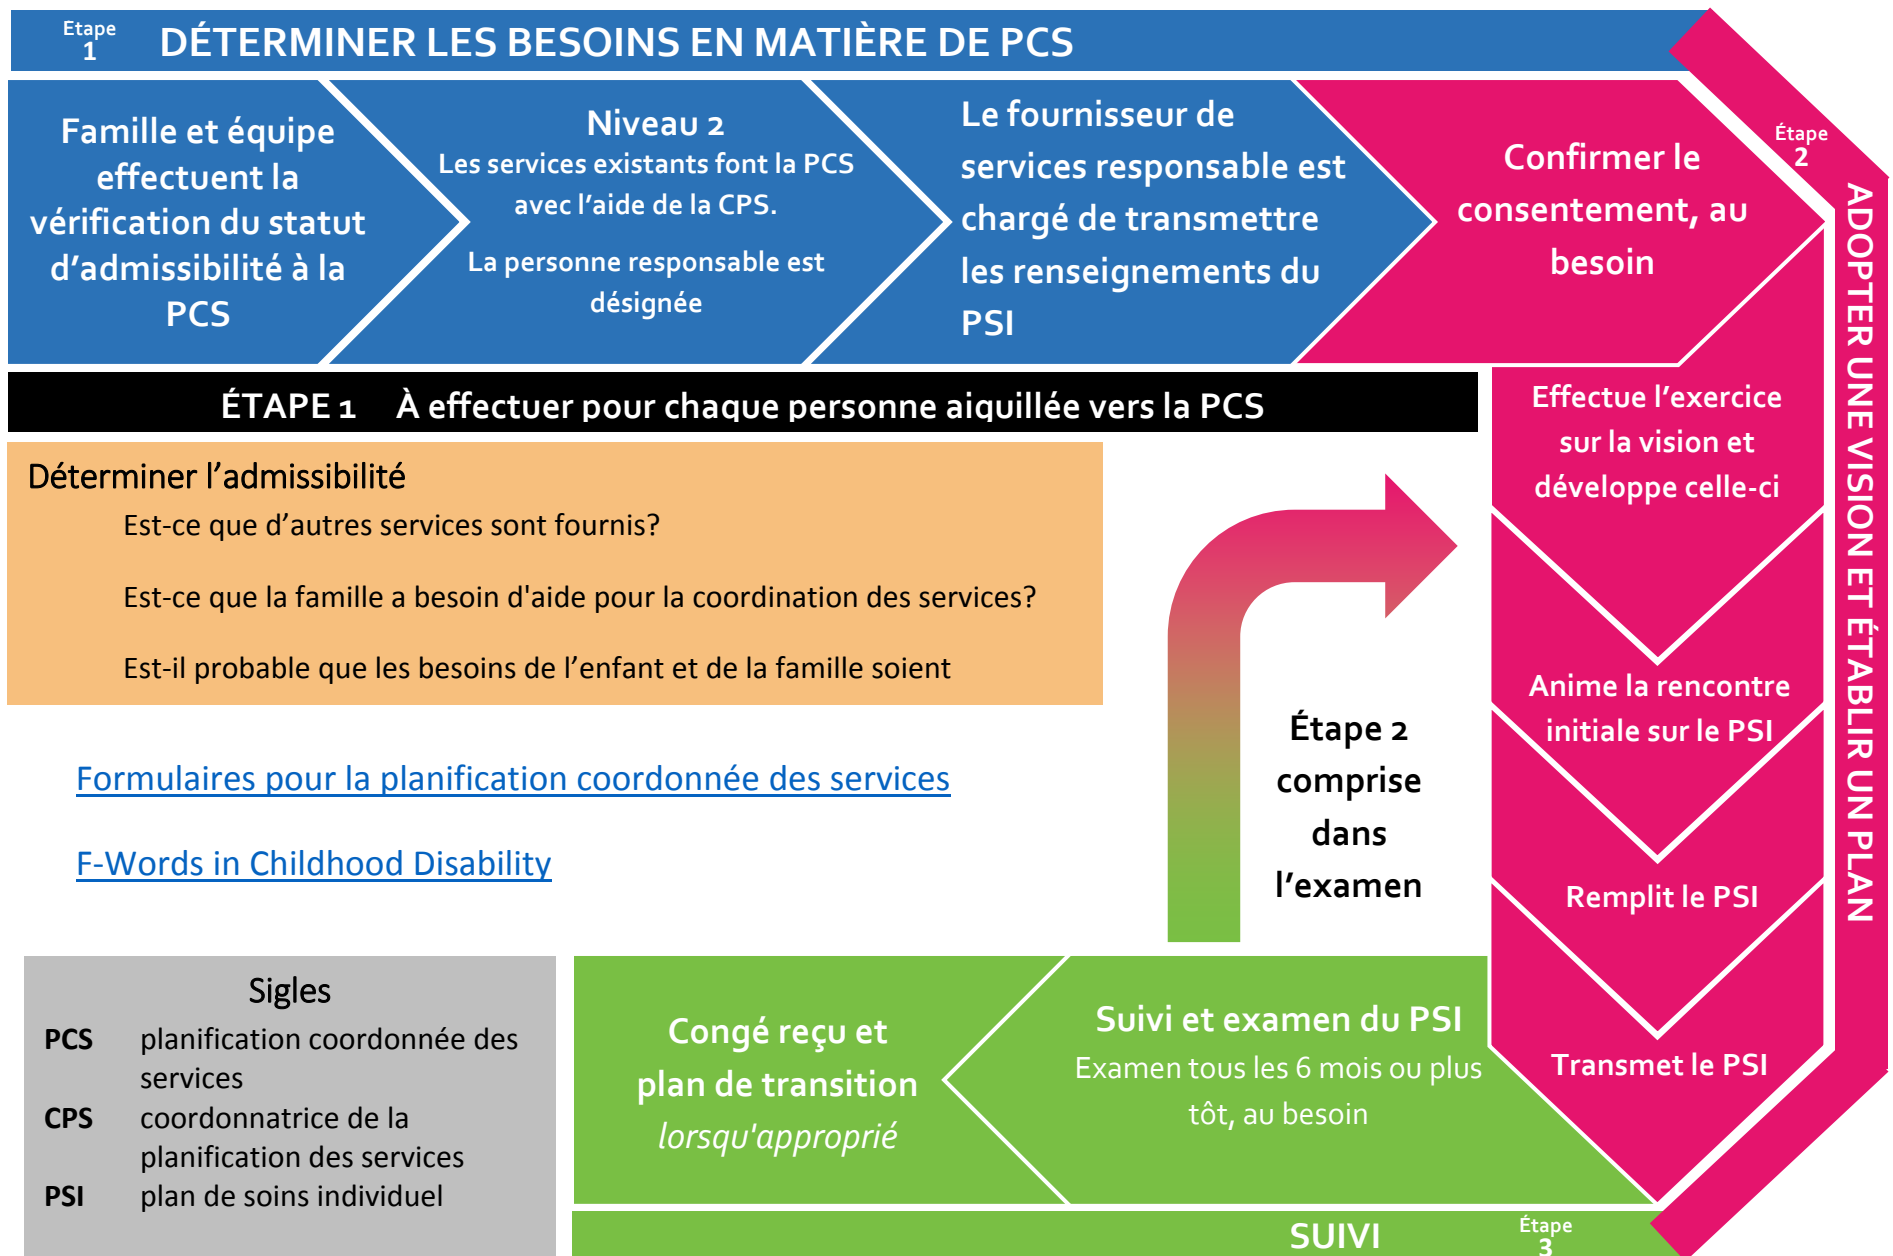 Etape
1
DÉTERMINER LES BESOINS EN MATIÈRE DE PCS
Famille et équipe
effectuent la
vérification du statut
d'admissibilité à la
PCS
Niveau 2
Les services existants font la PCS
avec l'aide de la CPS.
La personne responsable est
désignée
Le fournisseur de
services responsable est
chargé de transmettre
les renseignements du
PSI
Confirmer le
consentement, au
besoin
Étape
2
ADOPTER UNE VISION ET ÉTABLIR UN PLAN
ÉTAPE 1 À effectuer pour chaque personne aiguillée vers la PCS
Effectue l'exercice
sur la vision et
développe celle-ci
Anime la rencontre
initiale sur le PSI
Remplit le PSI
Transmet le PSI
Déterminer l'admissibilité
Est-ce que d'autres services sont fournis?
Est-ce que la famille a besoin d'aide pour la coordination des services?
Est-il probable que les besoins de l'enfant et de la famille soient
Formulaires pour la planification coordonnée des services
F-Words in Childhood Disability
Étape 2
comprise
dans
l'examen
Sigles
PCS planification coordonnée des
services
CPS coordonnatrice de la
planification des services
PSI plan de soins individuel
Congé reçu et
plan de transition
lorsqu'approprié
Suivi et examen du PSI
Examen tous les 6 mois ou plus
tôt, au besoin
SUIVI
Étape
3